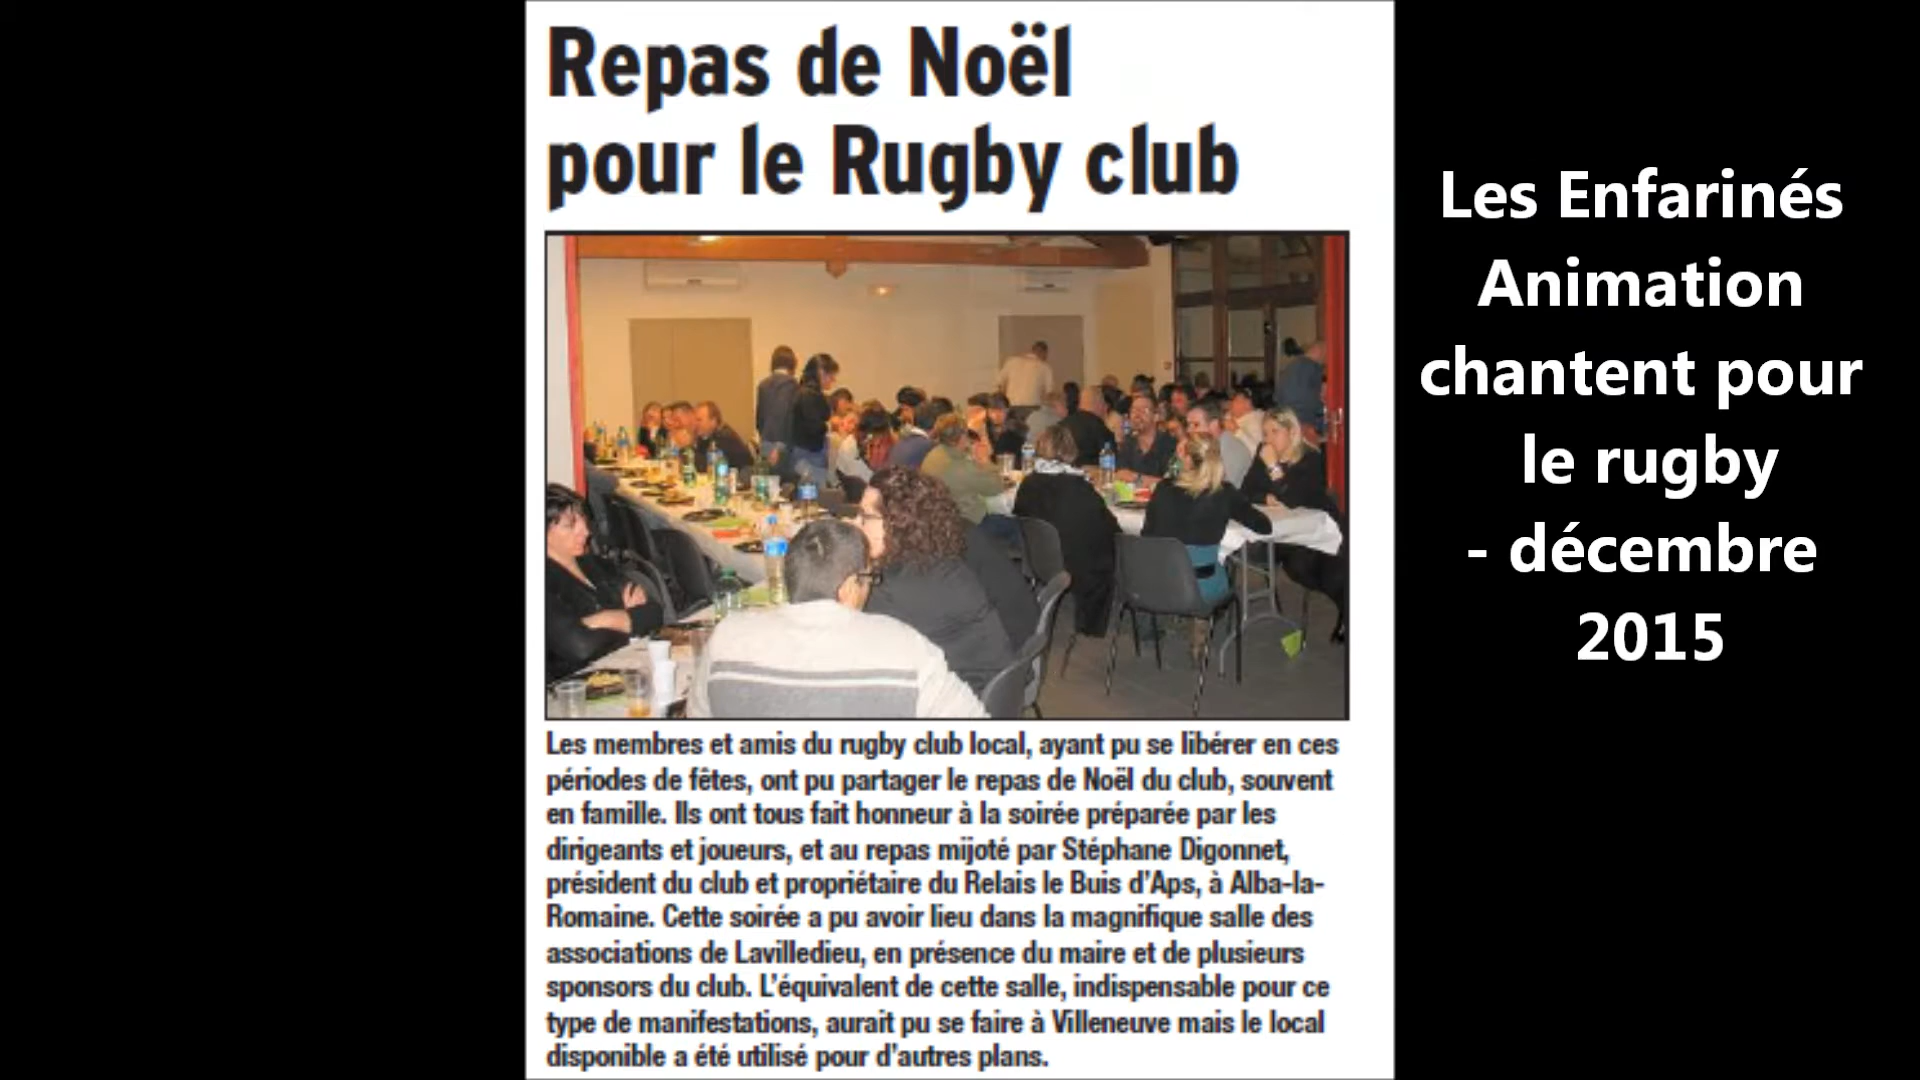 Repas de Noël
pour le Rugby club
Les membres et amis du rugby club local, ayant pu se libérer en ces
périodes de fêtes, ont pu partager le repas de Noël du club, souvent
en famille. Ils ont tous fait honneur à la soirée préparée par les
dirigeants et joueurs, et au repas mijoté par Stéphane Digonnet,
président du club et propriétaire du Relais le Buis d'Aps, à Alba-la-
Romaine. Cette soirée a pu avoir lieu dans la magnifique salle des
associations de Lavilledieu, en présence du maire et de plusieurs
sponsors du club. L'équivalent de cette salle, indispensable pour ce
type de manifestations, aurait pu se faire à Villeneuve mais le local
disponible a été utilisé pour d'autres plans.
Les Enfarinés
Animation
chantent pour
le rugby
- décembre
2015